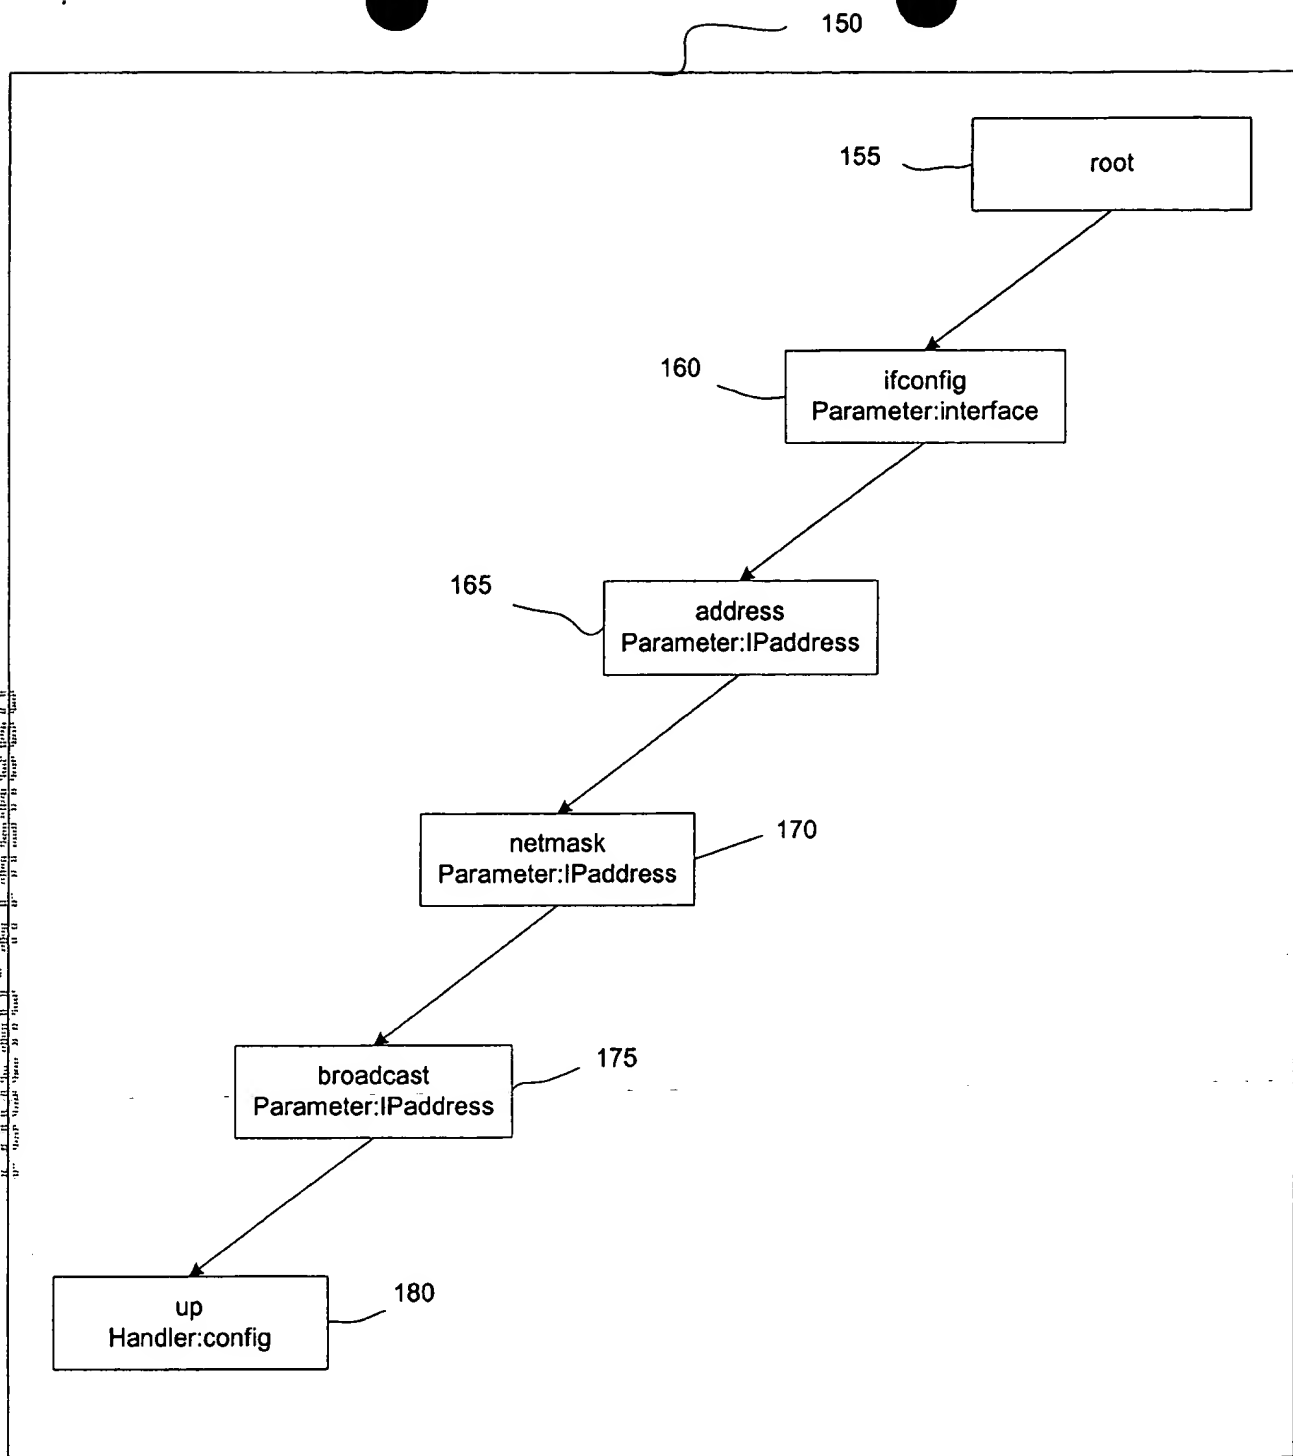 150
155
root
160
ifconfig
Parameter:interface
165
address
Parameter:IPaddress
netmask
Parameter:IPaddress
170
broadcast
Parameter:IPaddress
175
up
Handler:config
180